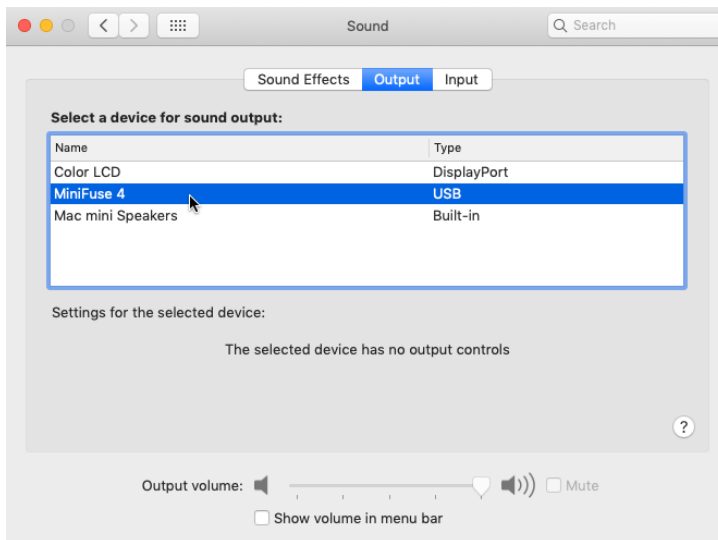 Sound
Search
Sound Effects Output Input
Select a device for sound output:
Name Type
Color LCD DisplayPort
MiniFuse 4 USB
Mac mini Speakers Built-in
Settings for the selected device:
The selected device has no output controls
?
Output volume: Mute
Show volume in menu bar